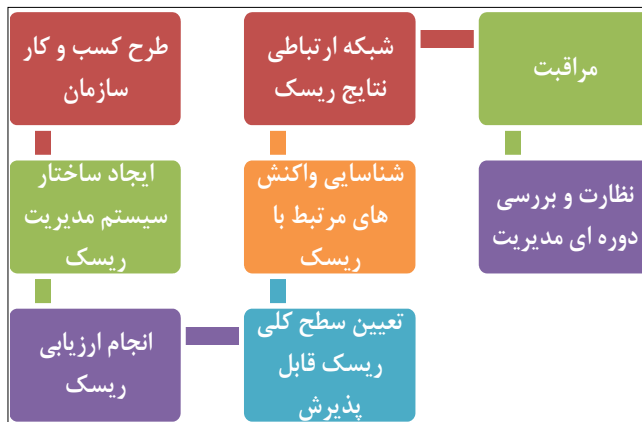 طرح کسب و کار
سازمان
ایجاد ساختار
سیستم مدیریت
ریسک
انجام ارزیابی
ریسک
تعیین سطح کلی
ریسک قابل
پذیرش
شناسایی واکنش
های مرتبط با
ریسک
شبکه ارتباطی
نتایج ریسک
مراقبت
نظارت و بررسی
دوره ای مدیریت